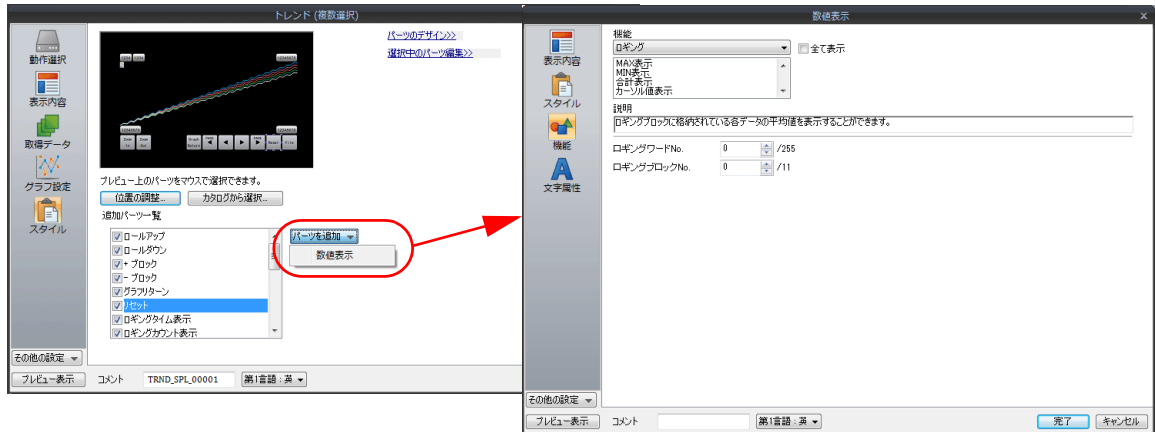 トレンド (複数選択)
動作選択
表示内容
取得データ
グラフ設定
スタイル
その他の設定
プレビュー表示
パーツのデザイン>>
選択中のパーツ編集>>
プレビュー上のパーツをマウスで選択できます。
位置の調整...
カタログから選択...
追加パーツ一覧
ロールアップ
ロールダウン
+ ブロック
- ブロック
グラフリターン
リセット
ロギングタイム表示
ロギングカウント表示
パーツを追加
数値表示
コメント TRND_SPL_00001 第1言語 : 英
数値表示
x
表示内容
スタイル
機能
文字属性
その他の設定
プレビュー表示
機能
ロギング
全て表示
MAX表示
MIN表示
合計表示
カーソル値表示
説明
ロギングブロックに格納されている各データの平均値を表示することができます。
ロギングワードNo. 0 /255
ロギングブロックNo. 0 /11
コメント 第1言語 : 英
完了
キャンセル